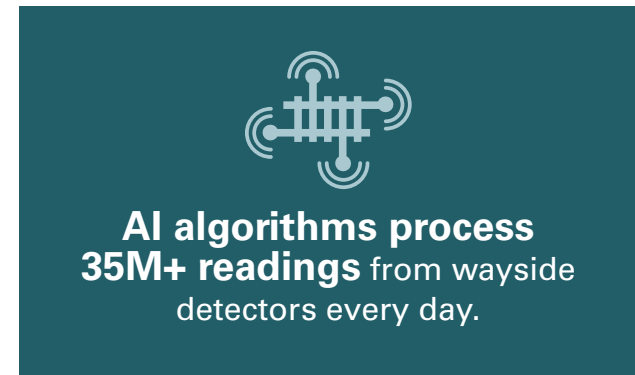 AI algorithms process
35M+ readings from wayside
detectors every day.